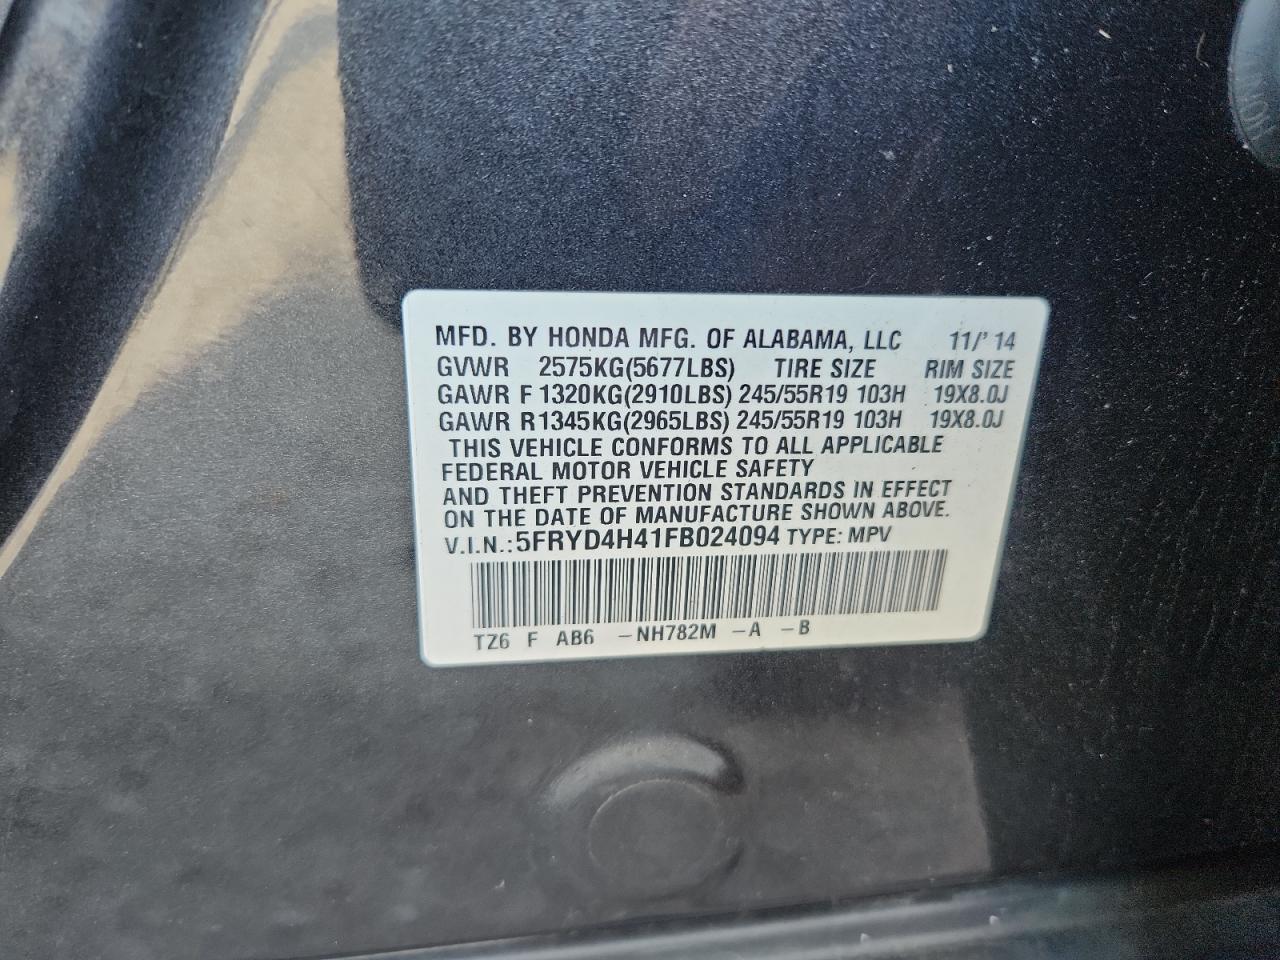 MFD. BY HONDA MFG. OF ALABAMA, LLC 11/' 14
GVWR 2575KG(5677LBS) TIRE SIZE RIM SIZE
GAWR F 1320KG(2910LBS) 245/55R19 103H 19X8.0J
GAWR R 1345KG(2965LBS) 245/55R19 103H 19X8.0J
THIS VEHICLE CONFORMS TO ALL APPLICABLE
FEDERAL MOTOR VEHICLE SAFETY
AND THEFT PREVENTION STANDARDS IN EFFECT
ON THE DATE OF MANUFACTURE SHOWN ABOVE.
V.I.N.: 5FRYD4H41FB024094 TYPE: MPV
TZ6 F AB6 -NH782M -A -B